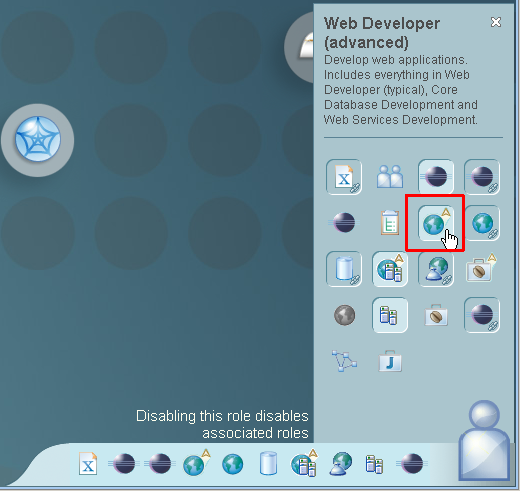 Web Developer
(advanced)
Develop web applications.
Includes everything in Web
Developer (typical), Core
Database Development and
Web Services Development.
Disabling this role disables
associated roles